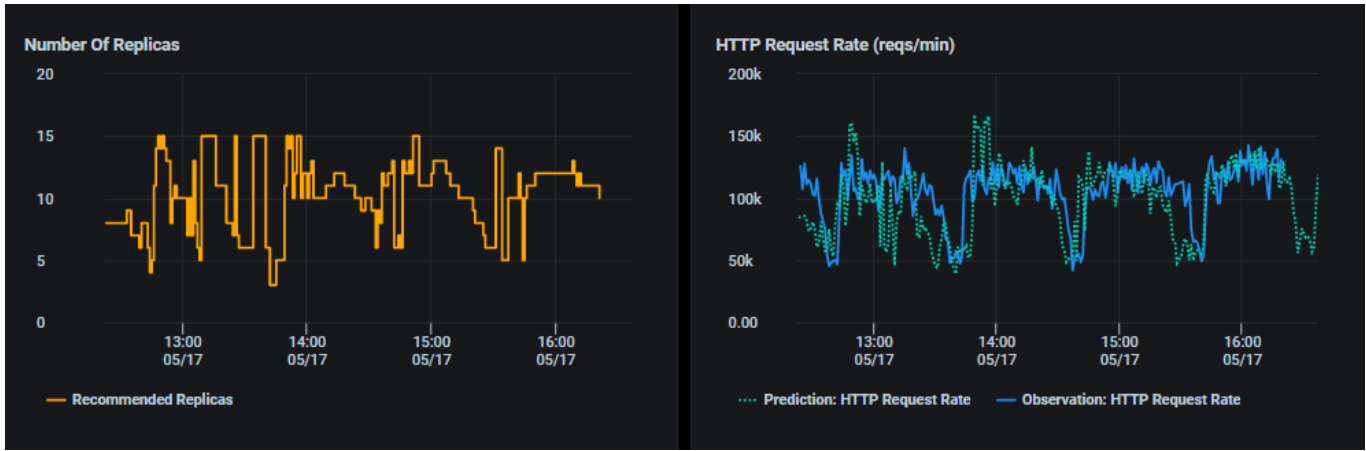 Number Of Replicas
20
15
10
5
0
13:00
05/17
14:00
05/17
15:00
05/17
16:00
05/17
Recommended Replicas
HTTP Request Rate (reqs/min)
200k
150k
100k
50k
0.00
13:00
05/17
14:00
05/17
15:00
05/17
16:00
05/17
Prediction: HTTP Request Rate
Observation: HTTP Request Rate